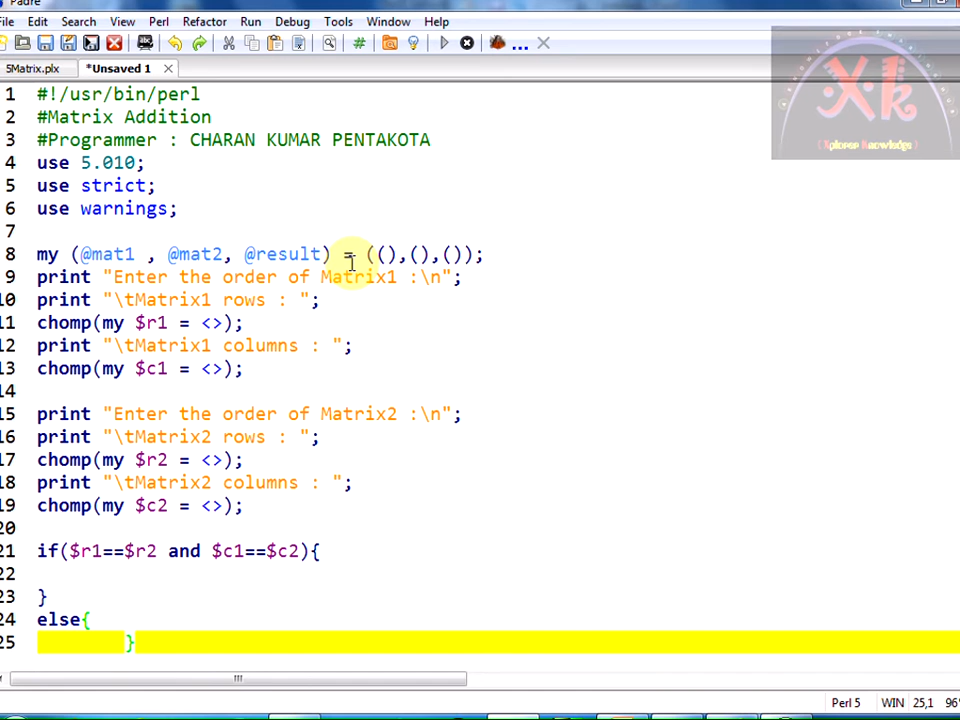 Padre
File Edit Search View Perl Refactor Run Debug Tools Window Help
5Matrix.plx *Unsaved 1
1 #!/usr/bin/perl
2 #Matrix Addition
3 #Programmer : CHARAN KUMAR PENTAKOTA
4 use 5.010;
5 use strict;
6 use warnings;
7
8 my (@mat1 , @mat2, @result) = ((),(),());
9 print "Enter the order of Matrix1 :\n";
10 print "\tMatrix1 rows : ";
11 chomp(my $r1 = <>);
12 print "\tMatrix1 columns : ";
13 chomp(my $c1 = <>);
14
15 print "Enter the order of Matrix2 :\n";
16 print "\tMatrix2 rows : ";
17 chomp(my $r2 = <>);
18 print "\tMatrix2 columns : ";
19 chomp(my $c2 = <>);
20
21 if($r1==$r2 and $c1==$c2){
22
23 }
24 else{
25 }
Xk
(Xplorer Knowledge)
Perl 5 WIN 25,1 96%